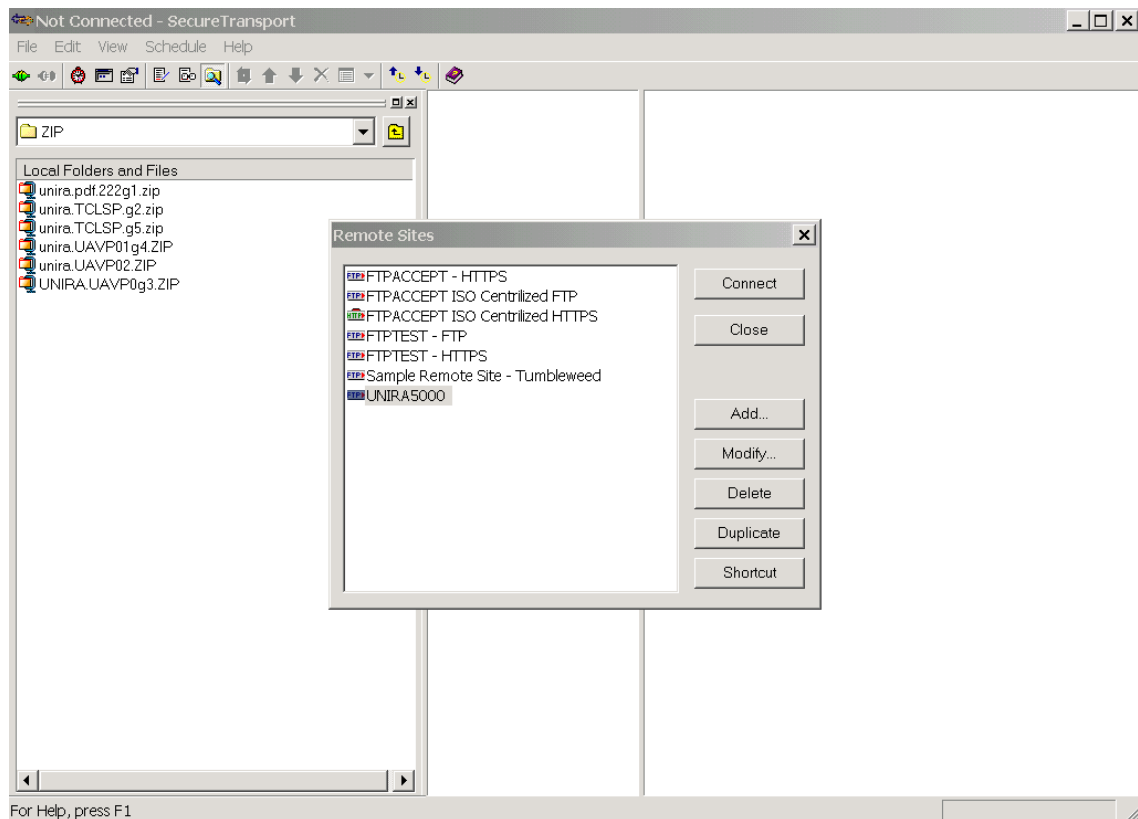 Not Connected - SecureTransport
File Edit View Schedule Help
ZIP
Local Folders and Files
unira.pdf.222g1.zip
unira.TCLSP.g2.zip
unira.TCLSP.g5.zip
unira.UAVP01g4.ZIP
unira.UAVP02.ZIP
UNIRA.UAVP0g3.ZIP
Remote Sites
FTPACCEPT - HTTPS
FTPACCEPT ISO Centrilized FTP
FTPACCEPT ISO Centrilized HTTPS
FTPTEST - FTP
FTPTEST - HTTPS
Sample Remote Site - Tumbleweed
UNIRA5000
Connect
Close
Add...
Modify...
Delete
Duplicate
Shortcut
For Help, press F1